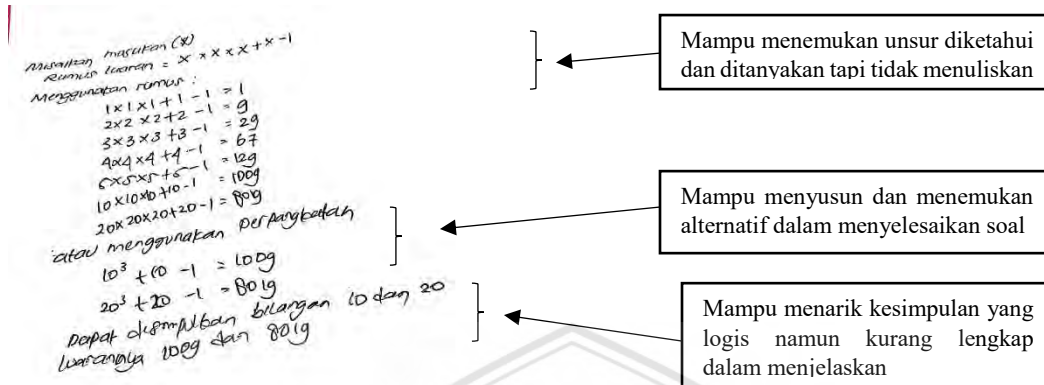 Misalkan masukan (x)
Rumus luaran = x × x × x + x - 1
Menggunakan rumus :
1×1×1+1-1 = 1
2×2×2+2-1 = 9
3×3×3+3-1 = 29
4×4×4+4-1 = 67
5×5×5+5-1 = 129
10×10×10+10-1 = 1009
20×20×20+20-1 = 8019
atau menggunakan perpangkatan
10³ + 10 - 1 = 1009
20³ + 20 - 1 = 8019
Dapat disimpulkan bilangan 10 dan 20
luarannya 1009 dan 8019
Mampu menemukan unsur diketahui
dan ditanyakan tapi tidak menuliskan
Mampu menyusun dan menemukan
alternatif dalam menyelesaikan soal
Mampu menarik kesimpulan yang
logis namun kurang lengkap
dalam menjelaskan